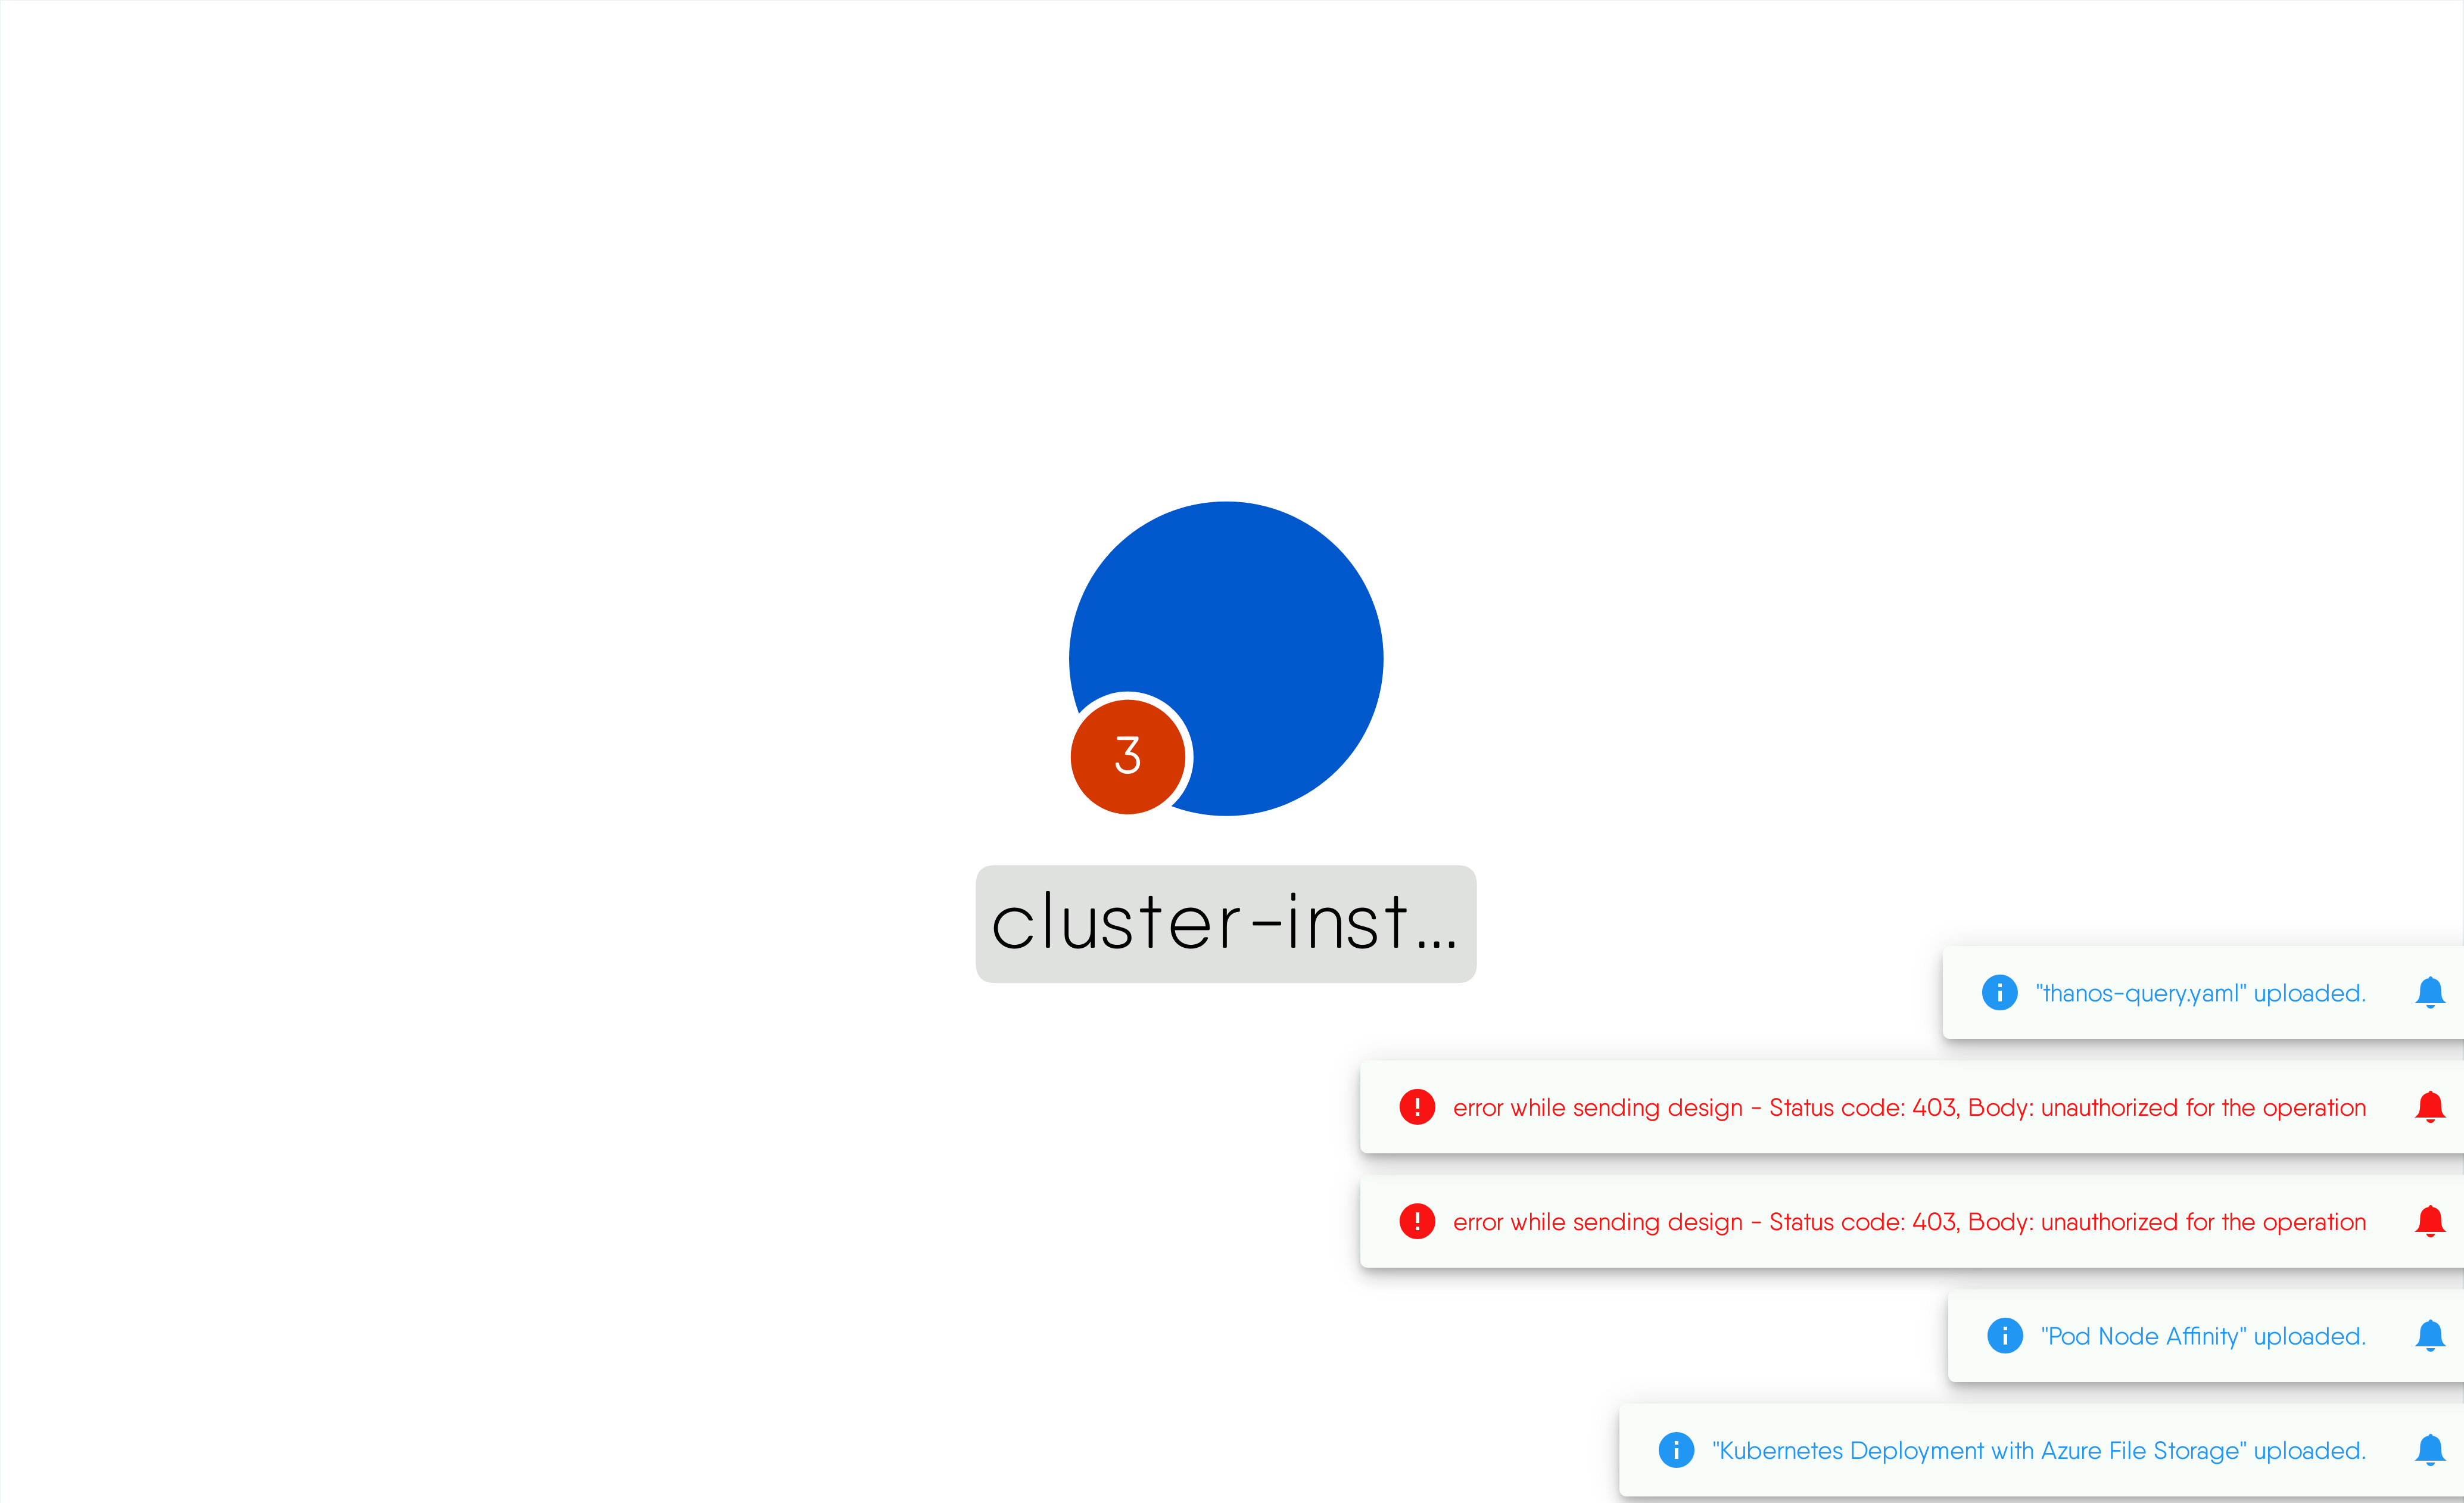 3
cluster-inst...
"thanos-query.yaml" uploaded.
error while sending design - Status code: 403, Body: unauthorized for the operation
error while sending design - Status code: 403, Body: unauthorized for the operation
"Pod Node Affinity" uploaded.
"Kubernetes Deployment with Azure File Storage" uploaded.